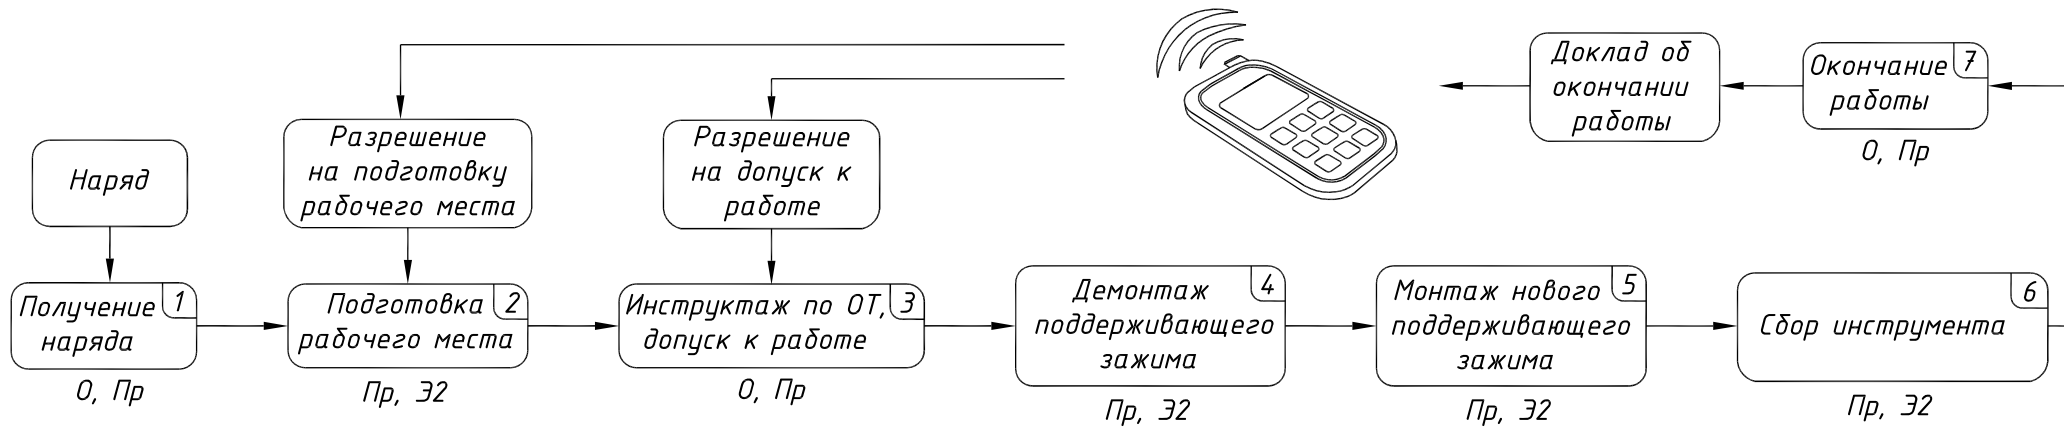 Наряд
Разрешение
на подготовку
рабочего места
Разрешение
на допуск к
работе
Доклад об
окончании
работы
Окончание 7
работы
О, Пр
Получение 1
наряда
О, Пр
Подготовка 2
рабочего места
Пр, Э2
Инструктаж по ОТ, 3
допуск к работе
О, Пр
Демонтаж 4
поддерживающего
зажима
Пр, Э2
Монтаж нового 5
поддерживающего
зажима
Пр, Э2
6
Сбор инструмента
Пр, Э2